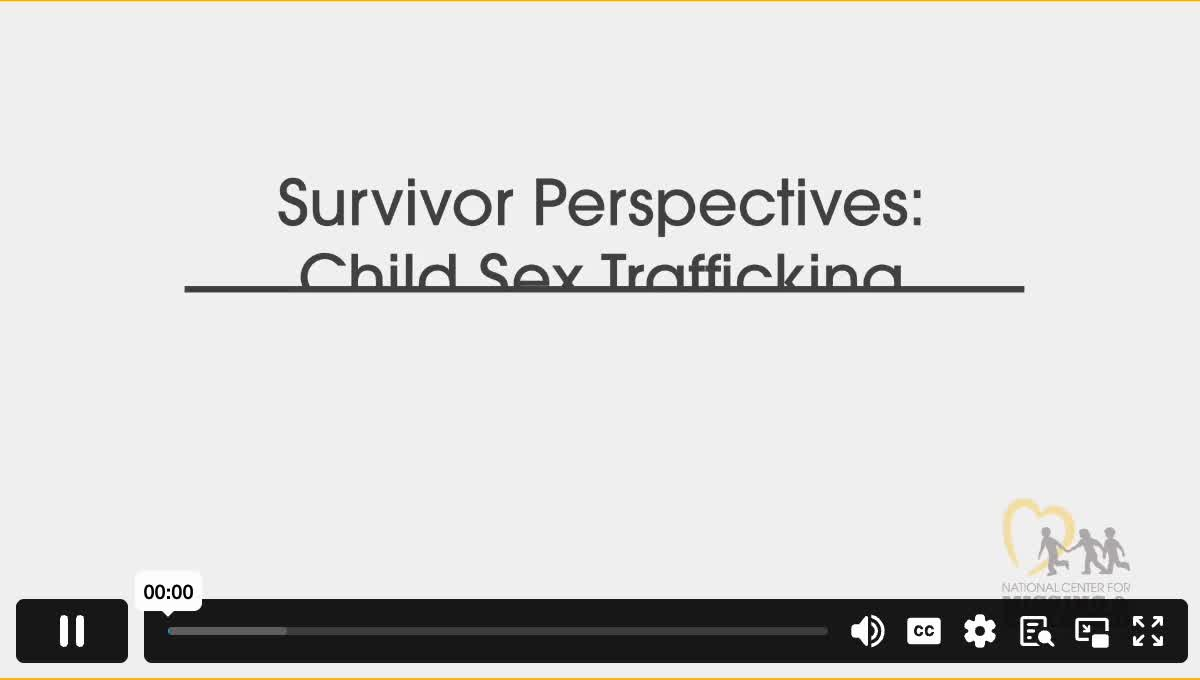 Survivor Perspectives:
Child Sex Trafficking
NATIONAL CENTER FOR
00:00
CC